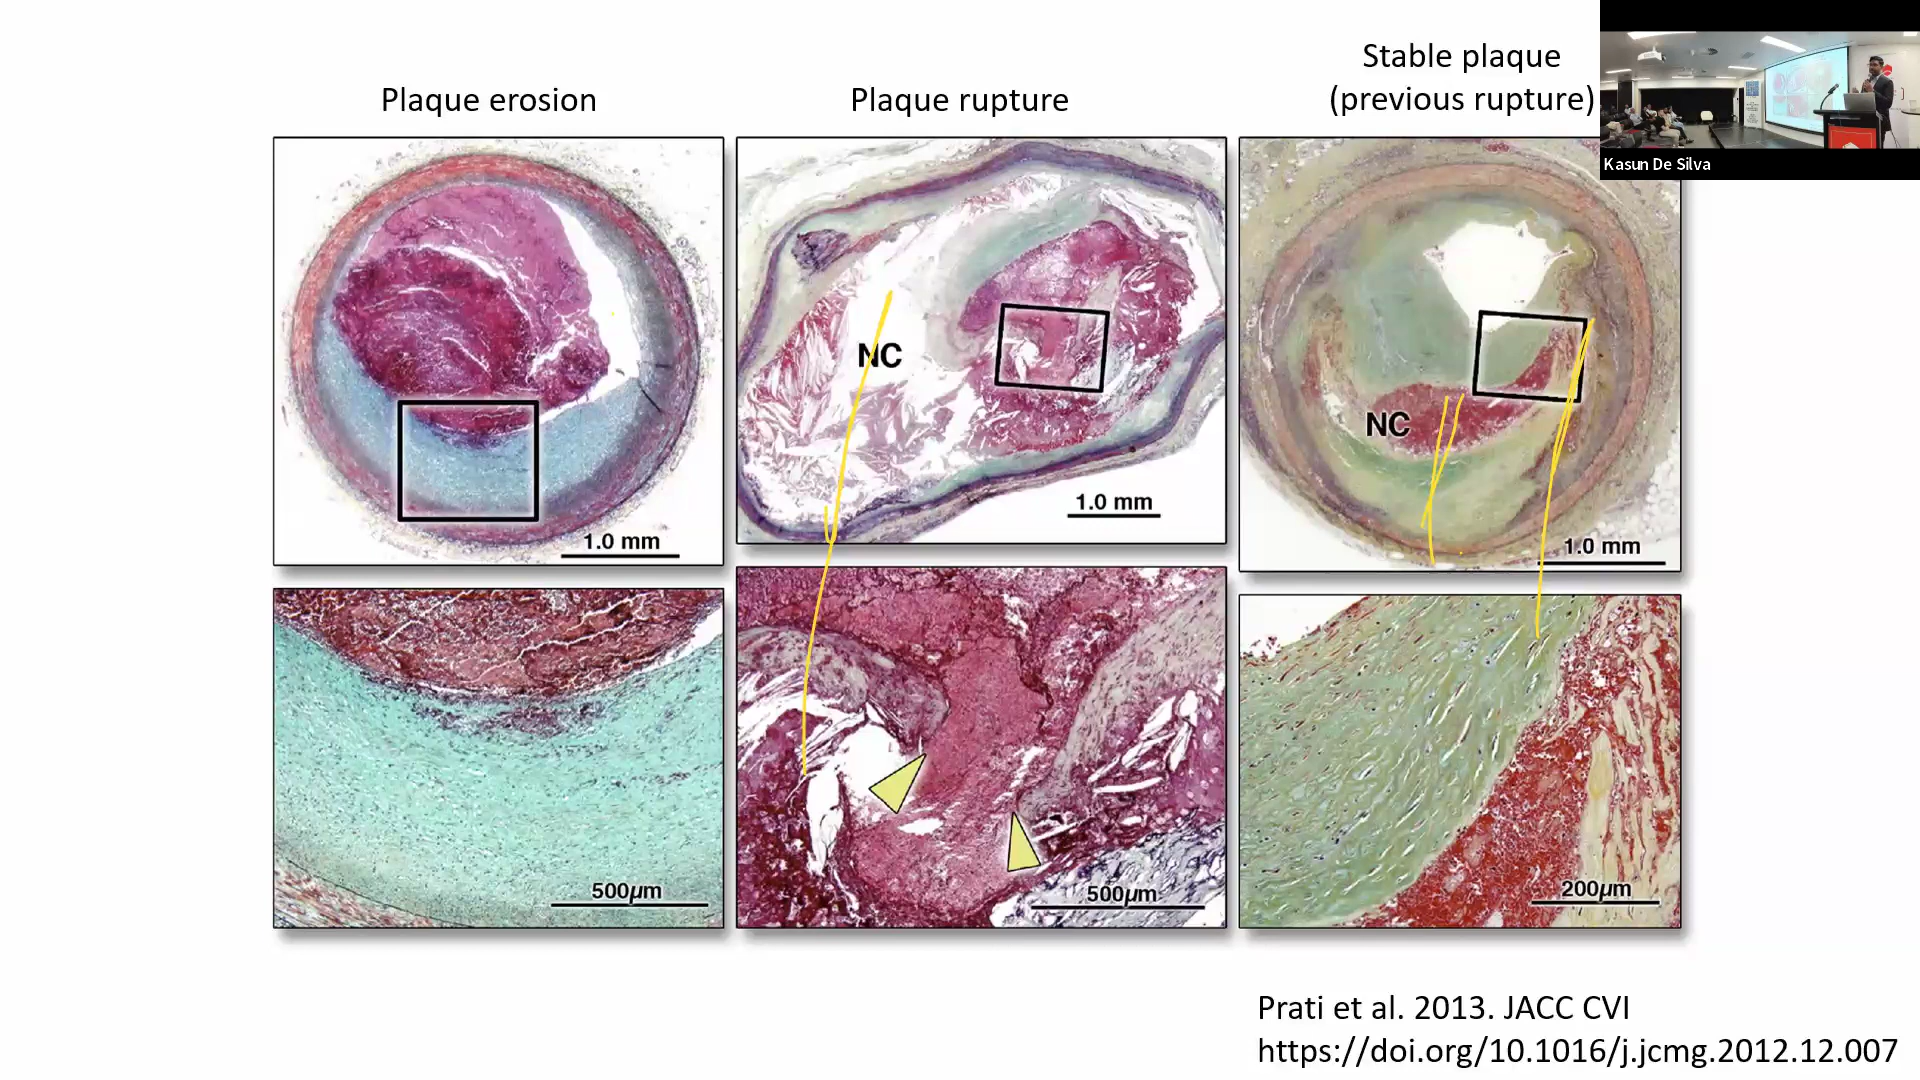 Plaque erosion
Plaque rupture
Stable plaque
(previous rupture)
Kasun De Silva
1.0 mm
NC
1.0 mm
NC
1.0 mm
500µm
500µm
200µm
Prati et al. 2013. JACC CVI
https://doi.org/10.1016/j.jcmg.2012.12.007